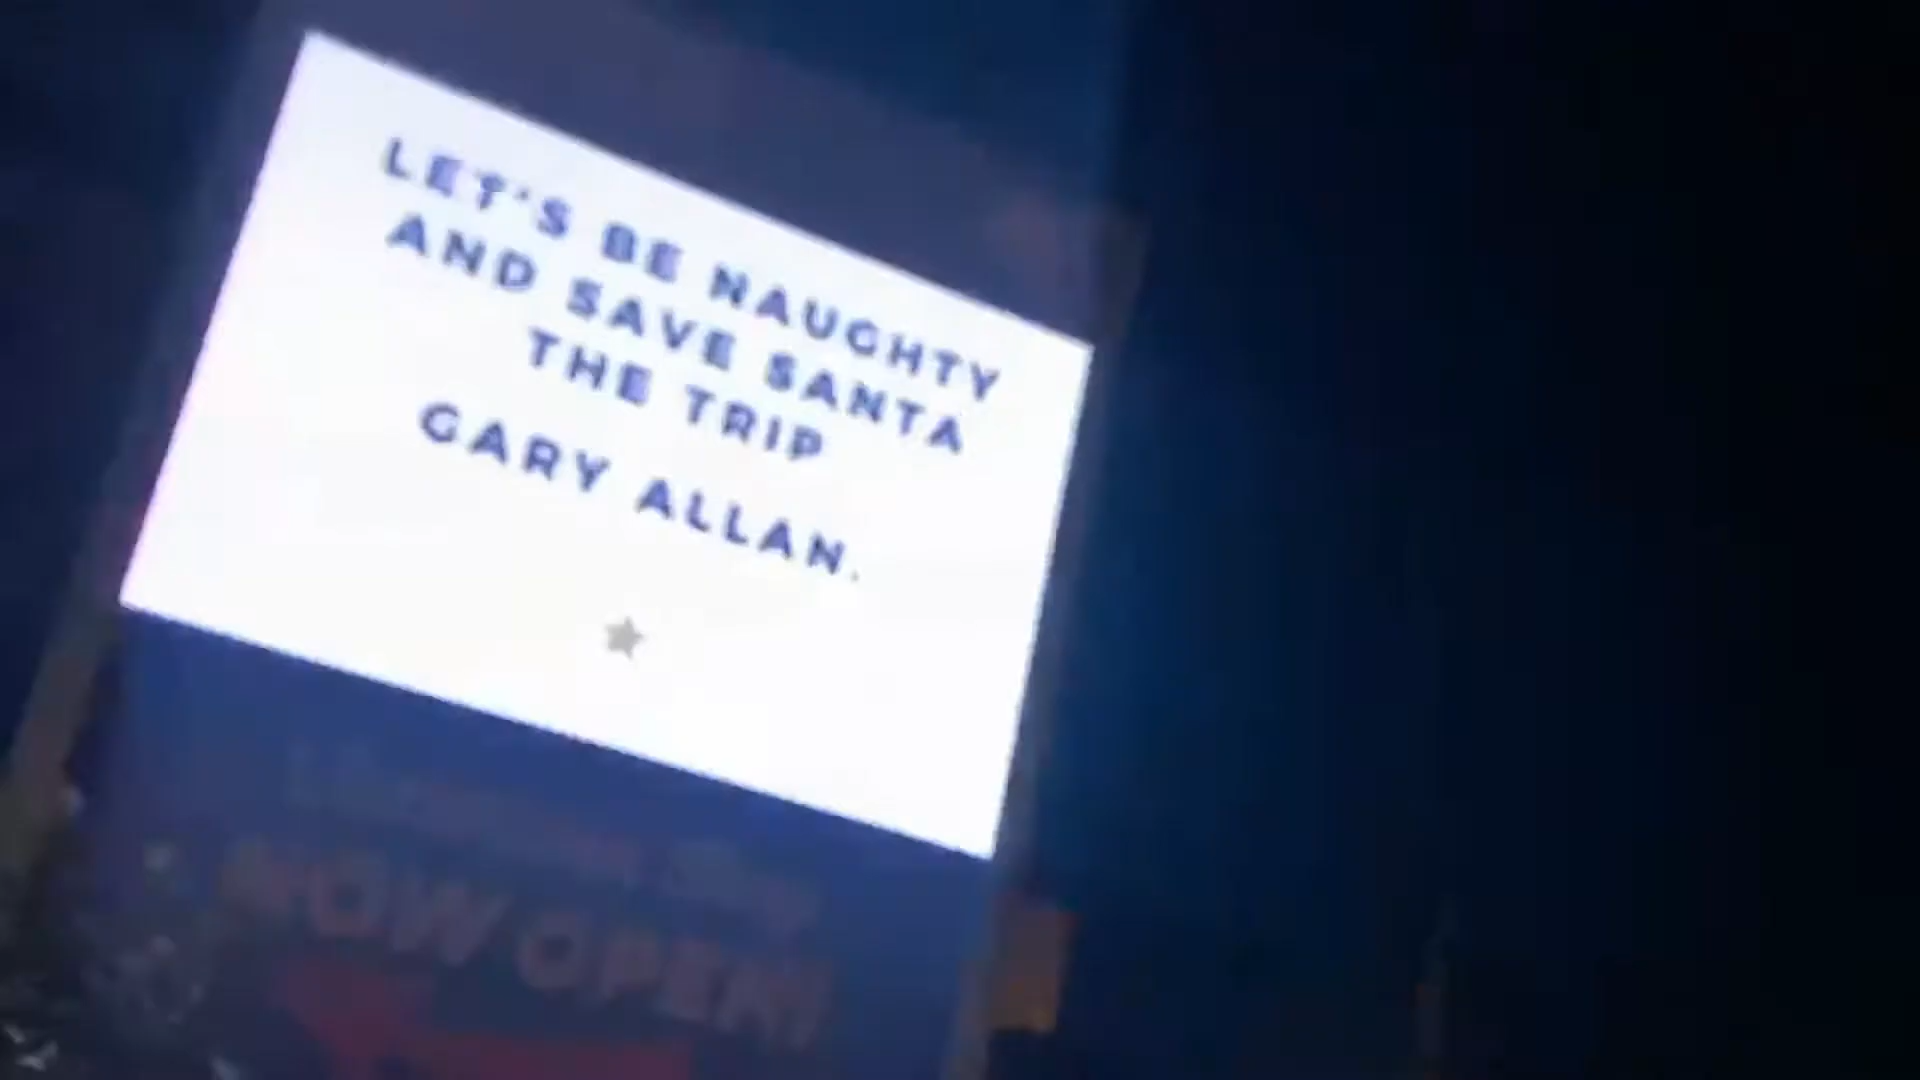 LET'S BE NAUGHTY
AND SAVE SANTA
THE TRIP
GARY ALLAN.
NOW OPEN!